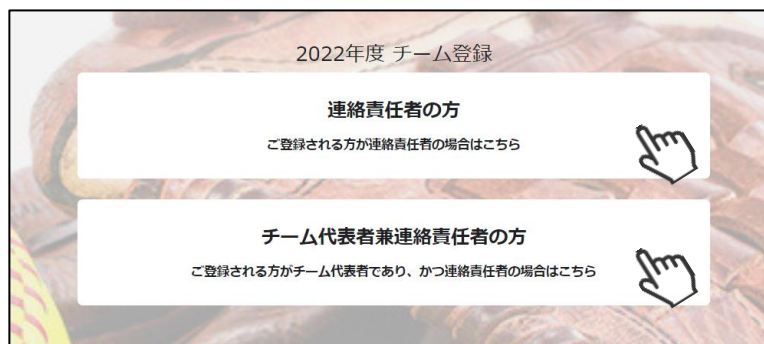 2022年度 チーム登録
連絡責任者の方
ご登録される方が連絡責任者の場合はこちら
チーム代表者兼連絡責任者の方
ご登録される方がチーム代表者であり、かつ連絡責任者の場合はこちら